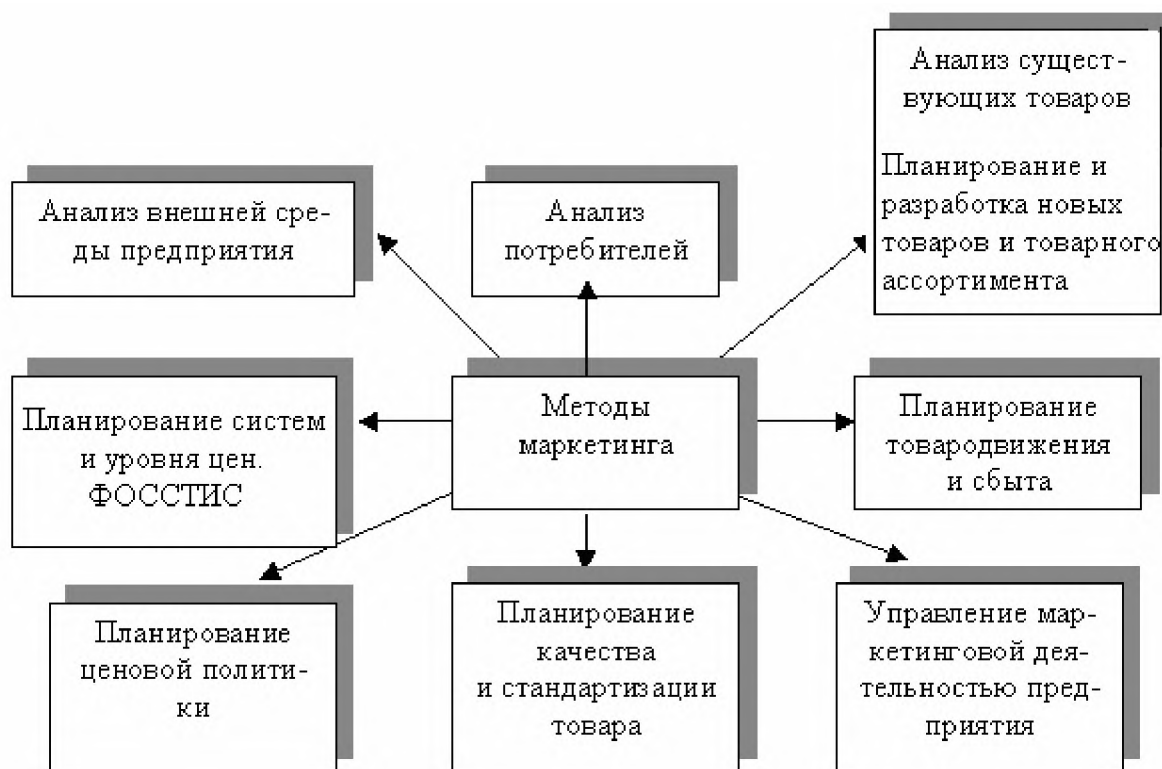 Анализ сущест-
вующих товаров
Планирование и
разработка новых
товаров и товарного
ассортимента
Анализ внешней сре-
ды предприятия
Анализ
потребителей
Планирование систем
и уровня цен.
ФОССТИС
Методы
маркетинга
Планирование
товародвижения
и сбыта
Планирование
ценовой полити-
ки
Планирование
качества
и стандартизации
товара
Управление мар-
кетинговой дея-
тельностью пред-
приятия